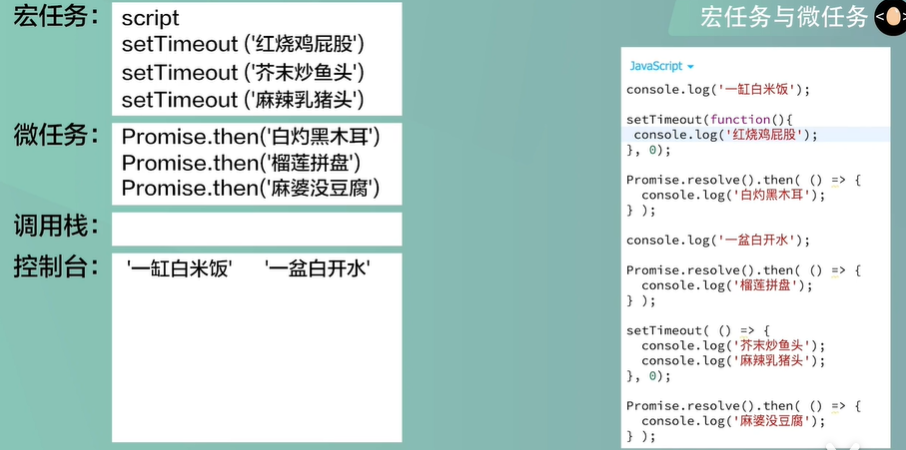 宏任务与微任务
宏任务：
script
setTimeout ('红烧鸡屁股')
setTimeout ('芥末炒鱼头')
setTimeout ('麻辣乳猪头')
微任务：
Promise.then('白灼黑木耳')
Promise.then('榴莲拼盘')
Promise.then('麻婆没豆腐')
调用栈：
控制台：
'一缸白米饭' '一盆白开水'
JavaScript
console.log('一缸白米饭');
setTimeout(function(){
console.log('红烧鸡屁股');
}, 0);
Promise.resolve().then( () => {
console.log('白灼黑木耳');
} );
console.log('一盆白开水');
Promise.resolve().then( () => {
console.log('榴莲拼盘');
} );
setTimeout( () => {
console.log('芥末炒鱼头');
console.log('麻辣乳猪头');
}, 0);
Promise.resolve().then( () => {
console.log('麻婆没豆腐');
} );